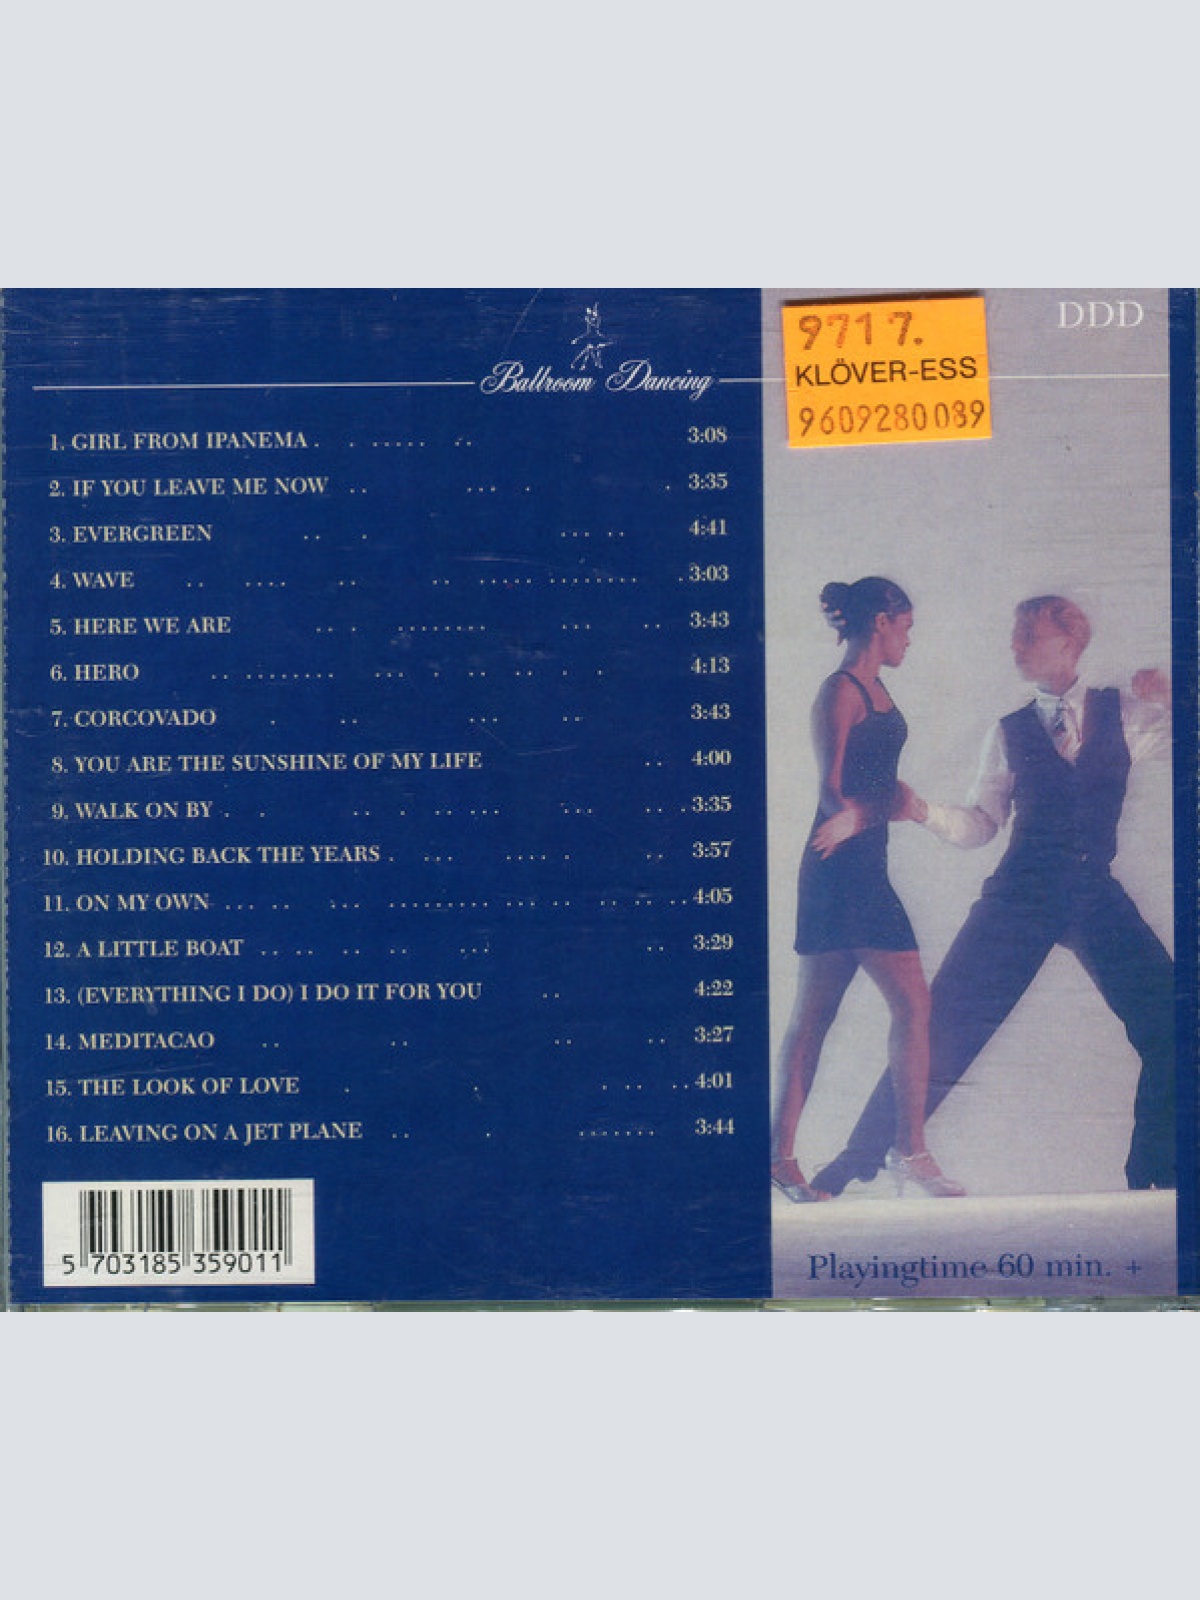 Ballroom Dancing
1. GIRL FROM IPANEMA 3:08
2. IF YOU LEAVE ME NOW 3:35
3. EVERGREEN 4:41
4. WAVE 3:03
5. HERE WE ARE 3:43
6. HERO 4:13
7. CORCOVADO 3:43
8. YOU ARE THE SUNSHINE OF MY LIFE 4:00
9. WALK ON BY 3:35
10. HOLDING BACK THE YEARS 3:57
11. ON MY OWN 4:05
12. A LITTLE BOAT 3:29
13. (EVERYTHING I DO) I DO IT FOR YOU 4:22
14. MEDITACAO 3:27
15. THE LOOK OF LOVE 4:01
16. LEAVING ON A JET PLANE 3:44
5 703185 359011
9717.
KLÖVER-ESS
9609280089
DDD
Playingtime 60 min. +